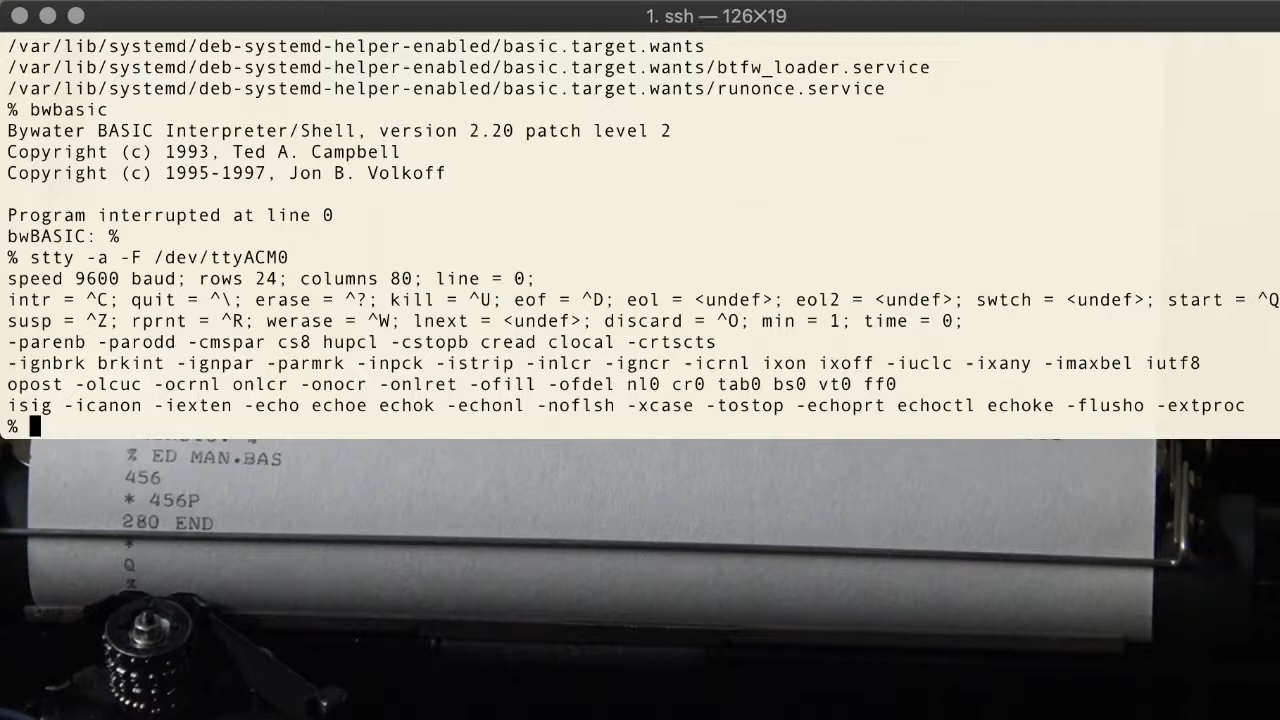 1. ssh — 126×19
/var/lib/systemd/deb-systemd-helper-enabled/basic.target.wants
/var/lib/systemd/deb-systemd-helper-enabled/basic.target.wants/btfw_loader.service
/var/lib/systemd/deb-systemd-helper-enabled/basic.target.wants/runonce.service
% bwbasic
Bywater BASIC Interpreter/Shell, version 2.20 patch level 2
Copyright (c) 1993, Ted A. Campbell
Copyright (c) 1995-1997, Jon B. Volkoff
Program interrupted at line 0
bwBASIC: %
% stty -a -F /dev/ttyACM0
speed 9600 baud; rows 24; columns 80; line = 0;
intr = ^C; quit = ^\; erase = ^?; kill = ^U; eof = ^D; eol = <undef>; eol2 = <undef>; swtch = <undef>; start = ^Q
susp = ^Z; rprnt = ^R; werase = ^W; lnext = <undef>; discard = ^O; min = 1; time = 0;
-parenb -parodd -cmspar cs8 hupcl -cstopb cread clocal -crtscts
-ignbrk brkint -ignpar -parmrk -inpck -istrip -inlcr -igncr -icrnl ixon ixoff -iuclc -ixany -imaxbel iutf8
opost -olcuc -ocrnl onlcr -onocr -onlret -ofill -ofdel nl0 cr0 tab0 bs0 vt0 ff0
isig -icanon -iexten -echo echoe echok -echonl -noflsh -xcase -tostop -echoprt echoctl echoke -flusho -extproc
%
% ED MAN.BAS
456
* 456P
280 END
*
Q
%